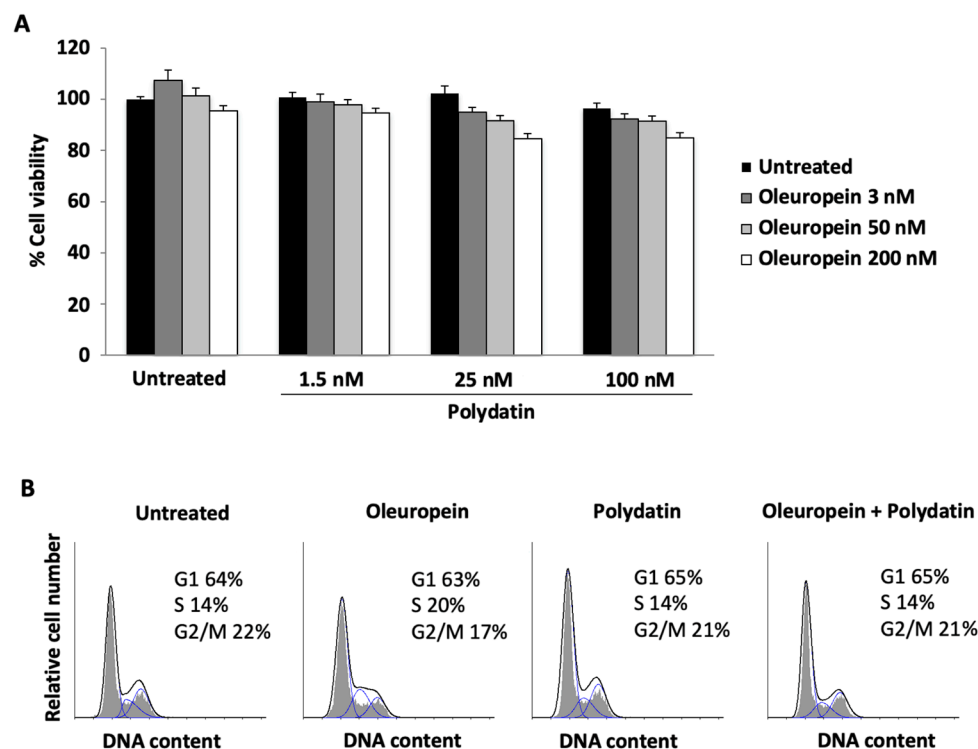 A
120
100
80
60
40
20
0
% Cell viability
Untreated
1.5 nM
25 nM
100 nM
Polydatin
Untreated
Oleuropein 3 nM
Oleuropein 50 nM
Oleuropein 200 nM
B
Untreated
Oleuropein
Polydatin
Oleuropein + Polydatin
Relative cell number
G1 64%
S 14%
G2/M 22%
G1 63%
S 20%
G2/M 17%
G1 65%
S 14%
G2/M 21%
G1 65%
S 14%
G2/M 21%
DNA content
DNA content
DNA content
DNA content